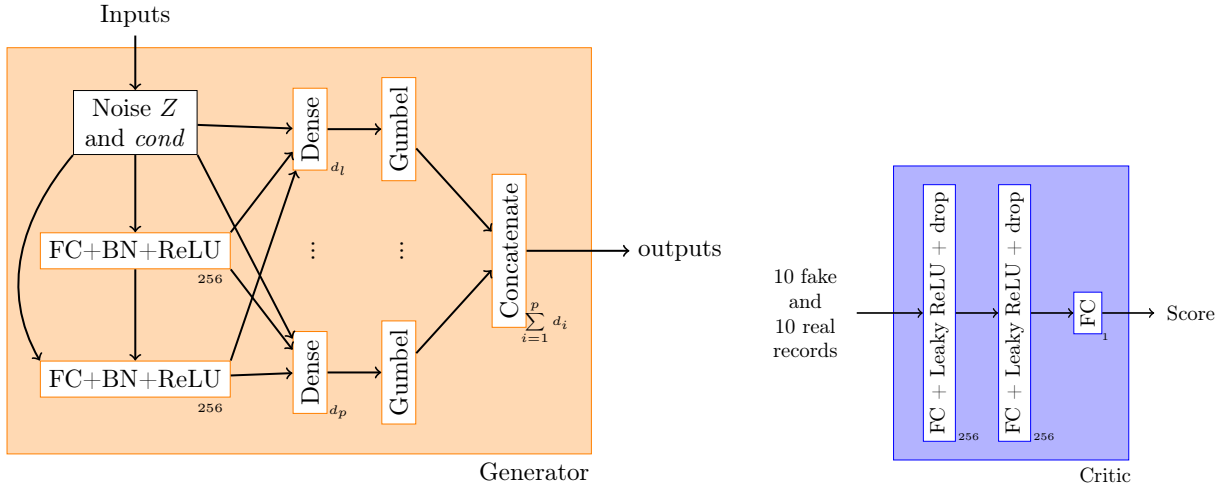 Inputs
Noise Z
and cond
FC+BN+ReLU
256
FC+BN+ReLU
256
Dense
d_l
Gumbel
⋮
⋮
Dense
d_p
Gumbel
Concatenate
p
∑ d_i
i=1
outputs
Generator
10 fake
and
10 real
records
FC + Leaky ReLU + drop
256
FC + Leaky ReLU + drop
256
FC
1
Score
Critic